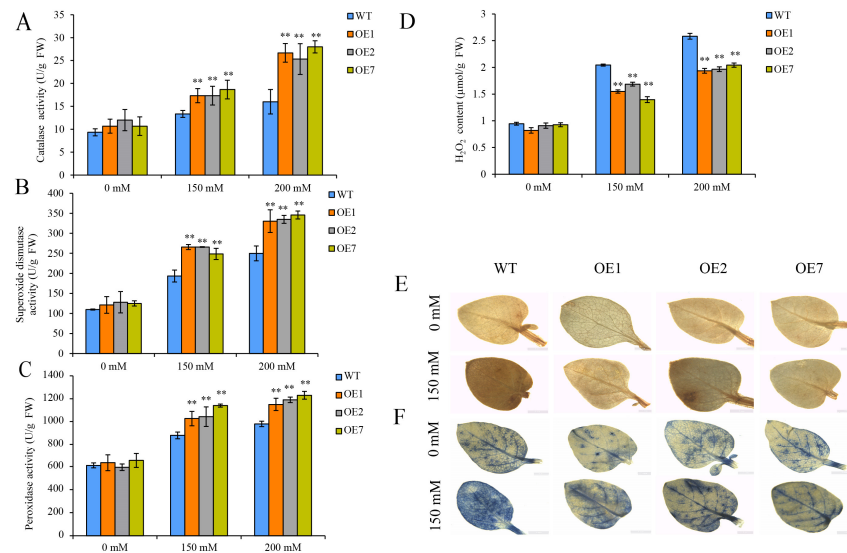 A
Catalase activity (U/g FW)
35
30
25
20
15
10
5
0
** ** **
** ** **
0 mM
150 mM
200 mM
WT
OE1
OE2
OE7
B
Superoxide dismutase
activity (U/g FW)
400
350
300
250
200
150
100
50
0
** ** **
** ** **
0 mM
150 mM
200 mM
WT
OE1
OE2
OE7
C
Peroxidase activity (U/g FW)
1400
1200
1000
800
600
400
200
0
** ** **
** ** **
0 mM
150 mM
200 mM
WT
OE1
OE2
OE7
D
H₂O₂ content (μmol/g FW)
3
2.5
2
1.5
1
0.5
0
** ** **
** ** **
0 mM
150 mM
200 mM
WT
OE1
OE2
OE7
WT OE1 OE2 OE7
E
0 mM
150 mM
F
0 mM
150 mM